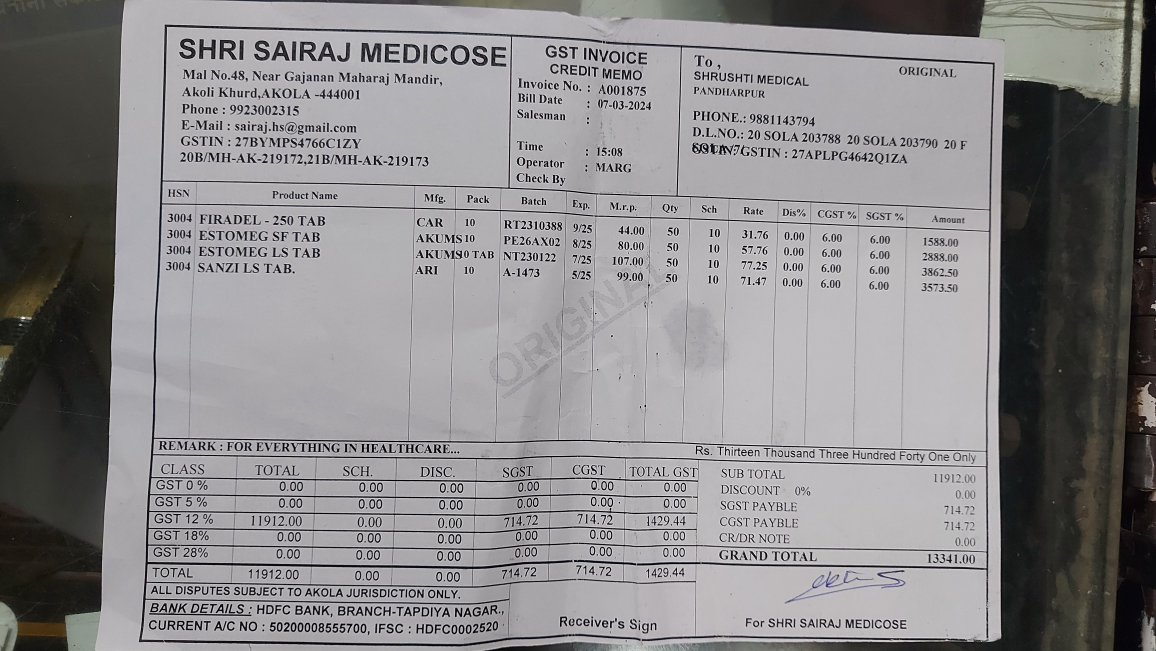 SHRI SAIRAJ MEDICOSE
Mal No.48, Near Gajanan Maharaj Mandir,
Akoli Khurd,AKOLA -444001
Phone : 9923002315
E-Mail : sairaj.hs@gmail.com
GSTIN : 27BYMPS4766C1ZY
20B/MH-AK-219172,21B/MH-AK-219173
GST INVOICE
CREDIT MEMO
Invoice No. : A001875
Bill Date : 07-03-2024
Salesman :
Time : 15:08
Operator : MARG
Check By
To , ORIGINAL
SHRUSHTI MEDICAL
PANDHARPUR
PHONE.: 9881143794
D.L.NO.: 20 SOLA 203788 20 SOLA 203790 20 F
GSTIN : 27APLPG4642Q1ZA
HSN Product Name Mfg. Pack Batch Exp. M.r.p. Qty Sch Rate Dis% CGST % SGST % Amount
3004 FIRADEL - 250 TAB CAR 10 RT2310388 9/25 44.00 50 10 31.76 0.00 6.00 6.00 1588.00
3004 ESTOMEG SF TAB AKUMS 10 PE26AX02 8/25 80.00 50 10 57.76 0.00 6.00 6.00 2888.00
3004 ESTOMEG LS TAB AKUMS 0 TAB NT230122 7/25 107.00 50 10 77.25 0.00 6.00 6.00 3862.50
3004 SANZI LS TAB. ARI 10 A-1473 5/25 99.00 50 10 71.47 0.00 6.00 6.00 3573.50
ORIGINAL
REMARK : FOR EVERYTHING IN HEALTHCARE...
Rs. Thirteen Thousand Three Hundred Forty One Only
CLASS TOTAL SCH. DISC. SGST CGST TOTAL GST
GST 0 % 0.00 0.00 0.00 0.00 0.00 0.00
GST 5 % 0.00 0.00 0.00 0.00 0.00 0.00
GST 12 % 11912.00 0.00 0.00 714.72 714.72 1429.44
GST 18% 0.00 0.00 0.00 0.00 0.00 0.00
GST 28% 0.00 0.00 0.00 0.00 0.00 0.00
TOTAL 11912.00 0.00 0.00 714.72 714.72 1429.44
SUB TOTAL 11912.00
DISCOUNT 0% 0.00
SGST PAYBLE 714.72
CGST PAYBLE 714.72
CR/DR NOTE 0.00
GRAND TOTAL 13341.00
ALL DISPUTES SUBJECT TO AKOLA JURISDICTION ONLY.
BANK DETAILS : HDFC BANK, BRANCH-TAPDIYA NAGAR.,
CURRENT A/C NO : 50200008555700, IFSC : HDFC0002520
Receiver's Sign
For SHRI SAIRAJ MEDICOSE